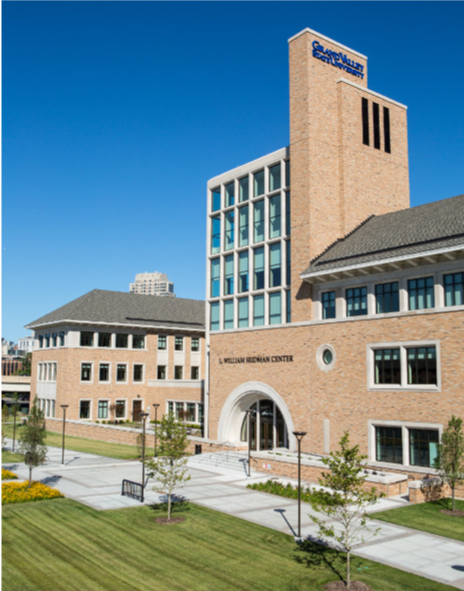 GRAND VALLEY
STATE UNIVERSITY
L. WILLIAM SEIDMAN CENTER